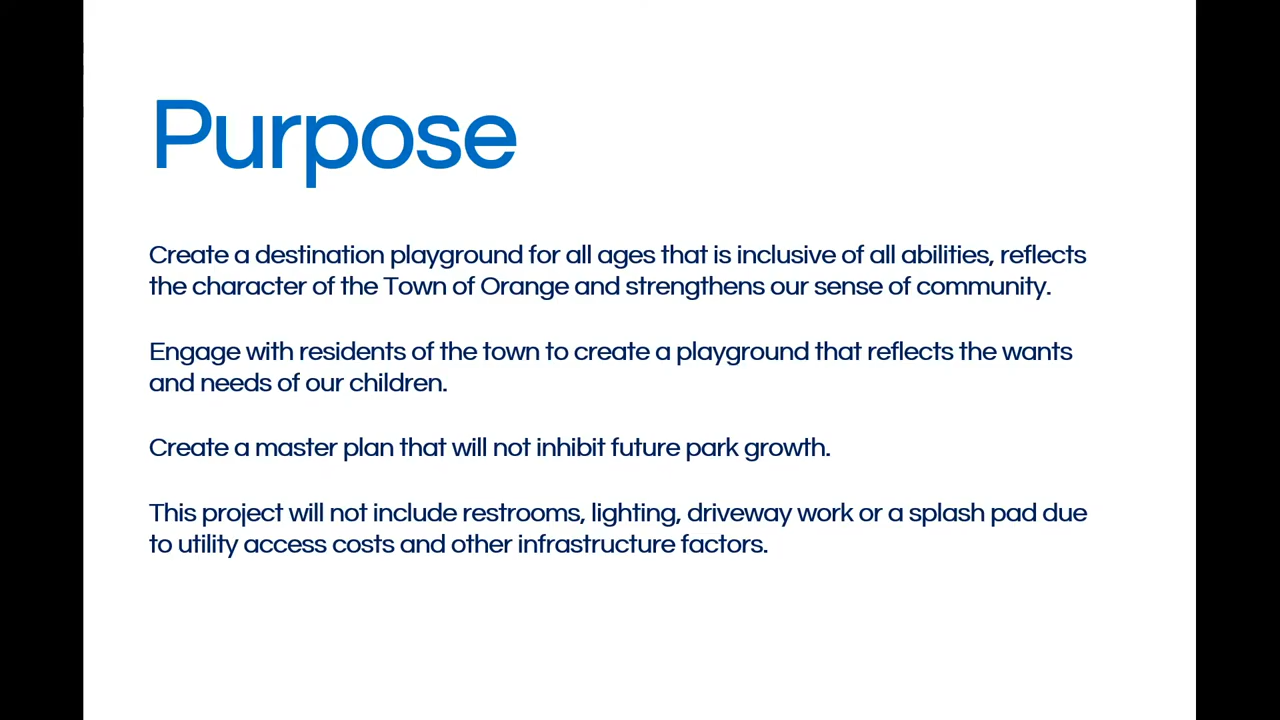 Purpose
Create a destination playground for all ages that is inclusive of all abilities, reflects
the character of the Town of Orange and strengthens our sense of community.
Engage with residents of the town to create a playground that reflects the wants
and needs of our children.
Create a master plan that will not inhibit future park growth.
This project will not include restrooms, lighting, driveway work or a splash pad due
to utility access costs and other infrastructure factors.